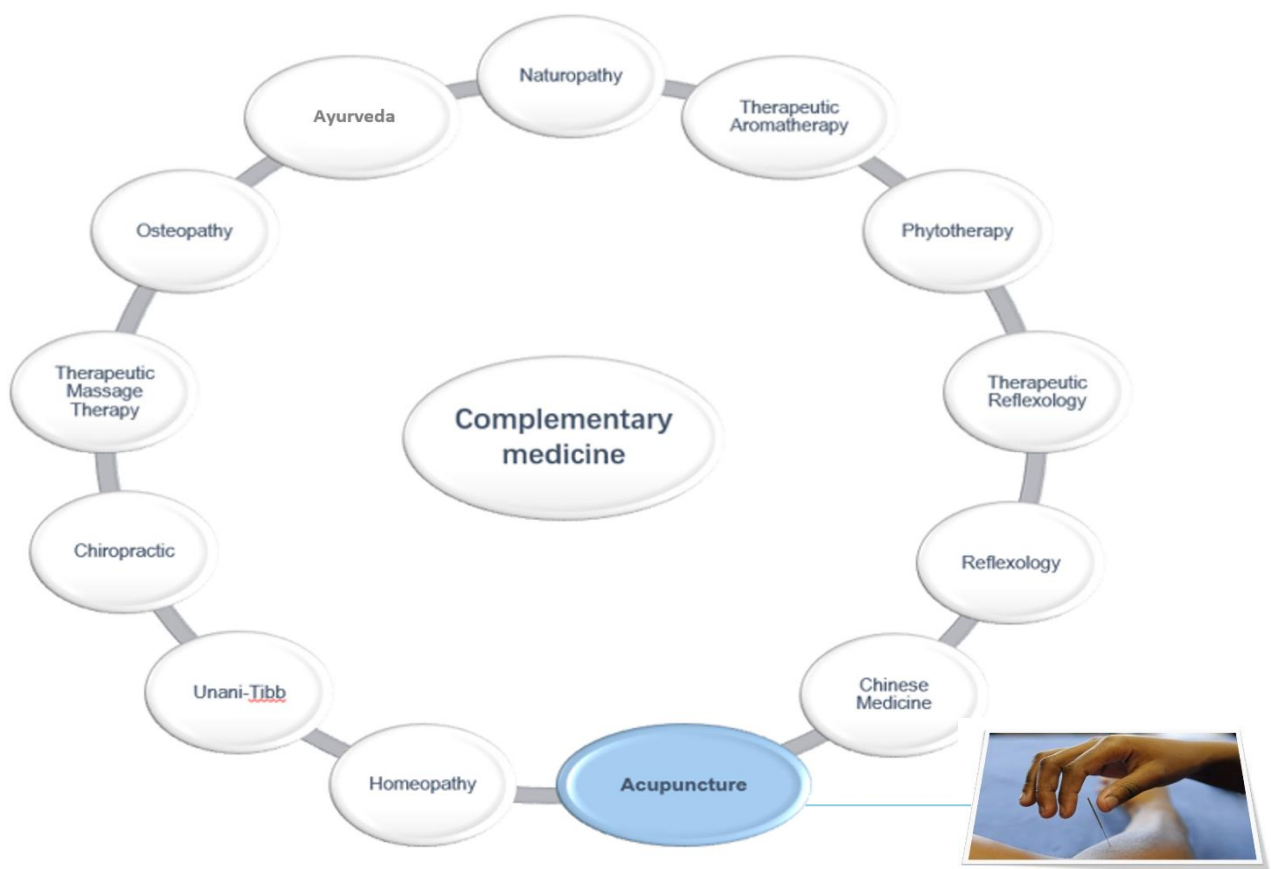 Naturopathy
Therapeutic
Aromatherapy
Phytotherapy
Therapeutic
Reflexology
Reflexology
Chinese
Medicine
Acupuncture
Homeopathy
Unani-Tibb
Chiropractic
Therapeutic
Massage
Therapy
Osteopathy
Ayurveda
Complementary
medicine